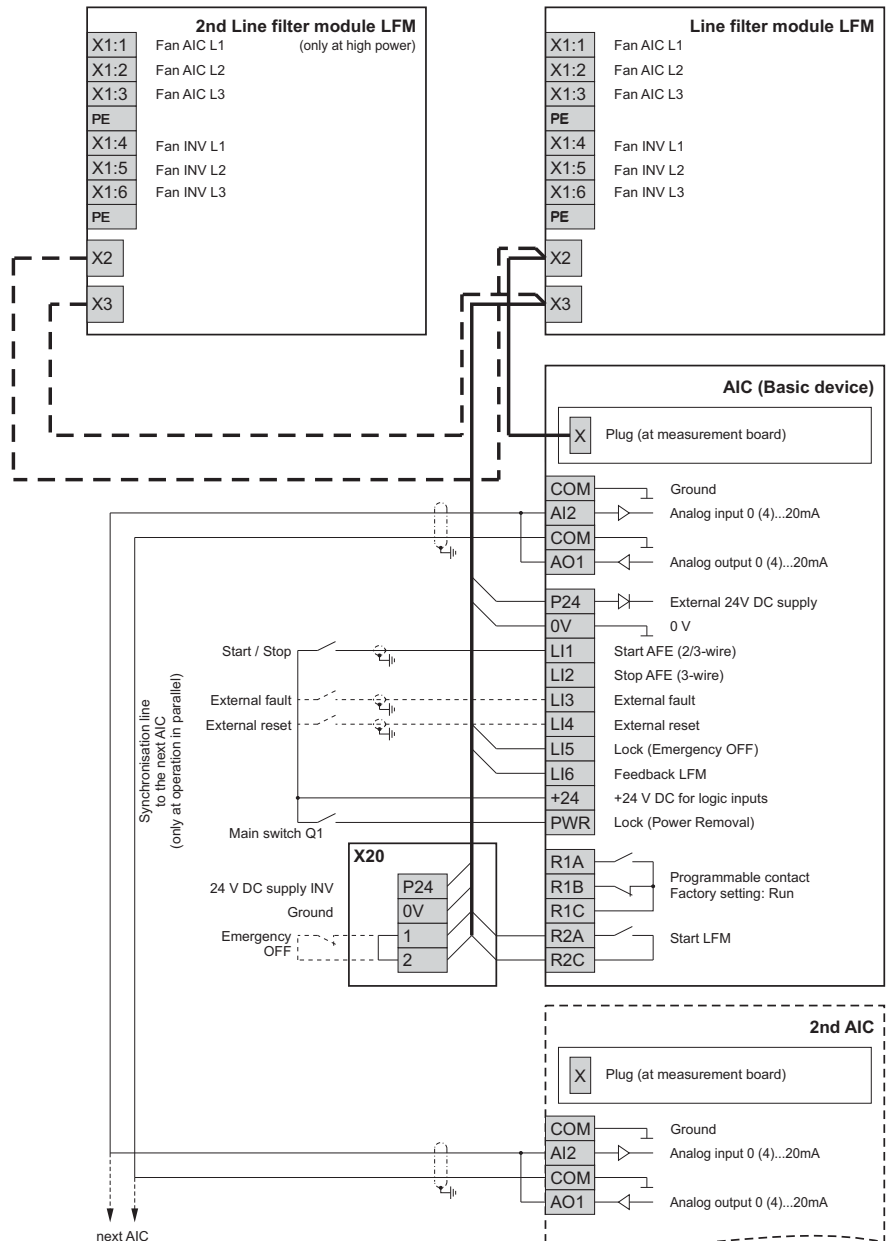 2nd Line filter module LFM
(only at high power)
X1:1 Fan AIC L1
X1:2 Fan AIC L2
X1:3 Fan AIC L3
PE
X1:4 Fan INV L1
X1:5 Fan INV L2
X1:6 Fan INV L3
PE
X2
X3
Line filter module LFM
X1:1 Fan AIC L1
X1:2 Fan AIC L2
X1:3 Fan AIC L3
PE
X1:4 Fan INV L1
X1:5 Fan INV L2
X1:6 Fan INV L3
PE
X2
X3
AIC (Basic device)
X Plug (at measurement board)
COM Ground
AI2 Analog input 0 (4)...20mA
COM
AO1 Analog output 0 (4)...20mA
P24 External 24V DC supply
0V 0 V
Start / Stop LI1 Start AFE (2/3-wire)
LI2 Stop AFE (3-wire)
External fault LI3 External fault
External reset LI4 External reset
LI5 Lock (Emergency OFF)
LI6 Feedback LFM
+24 +24 V DC for logic inputs
Main switch Q1 PWR Lock (Power Removal)
Synchronisation line
to the next AIC
(only at operation in parallel)
X20
24 V DC supply INV P24
Ground 0V
Emergency
OFF
1
2
R1A
R1B
R1C
Programmable contact
Factory setting: Run
R2A Start LFM
R2C
2nd AIC
X Plug (at measurement board)
COM Ground
AI2 Analog input 0 (4)...20mA
COM
AO1 Analog output 0 (4)...20mA
next AIC